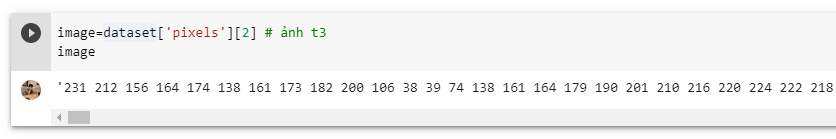 image=dataset['pixels'][2] # ảnh t3
image
'231 212 156 164 174 138 161 173 182 200 106 38 39 74 138 161 164 179 190 201 210 216 220 224 222 218